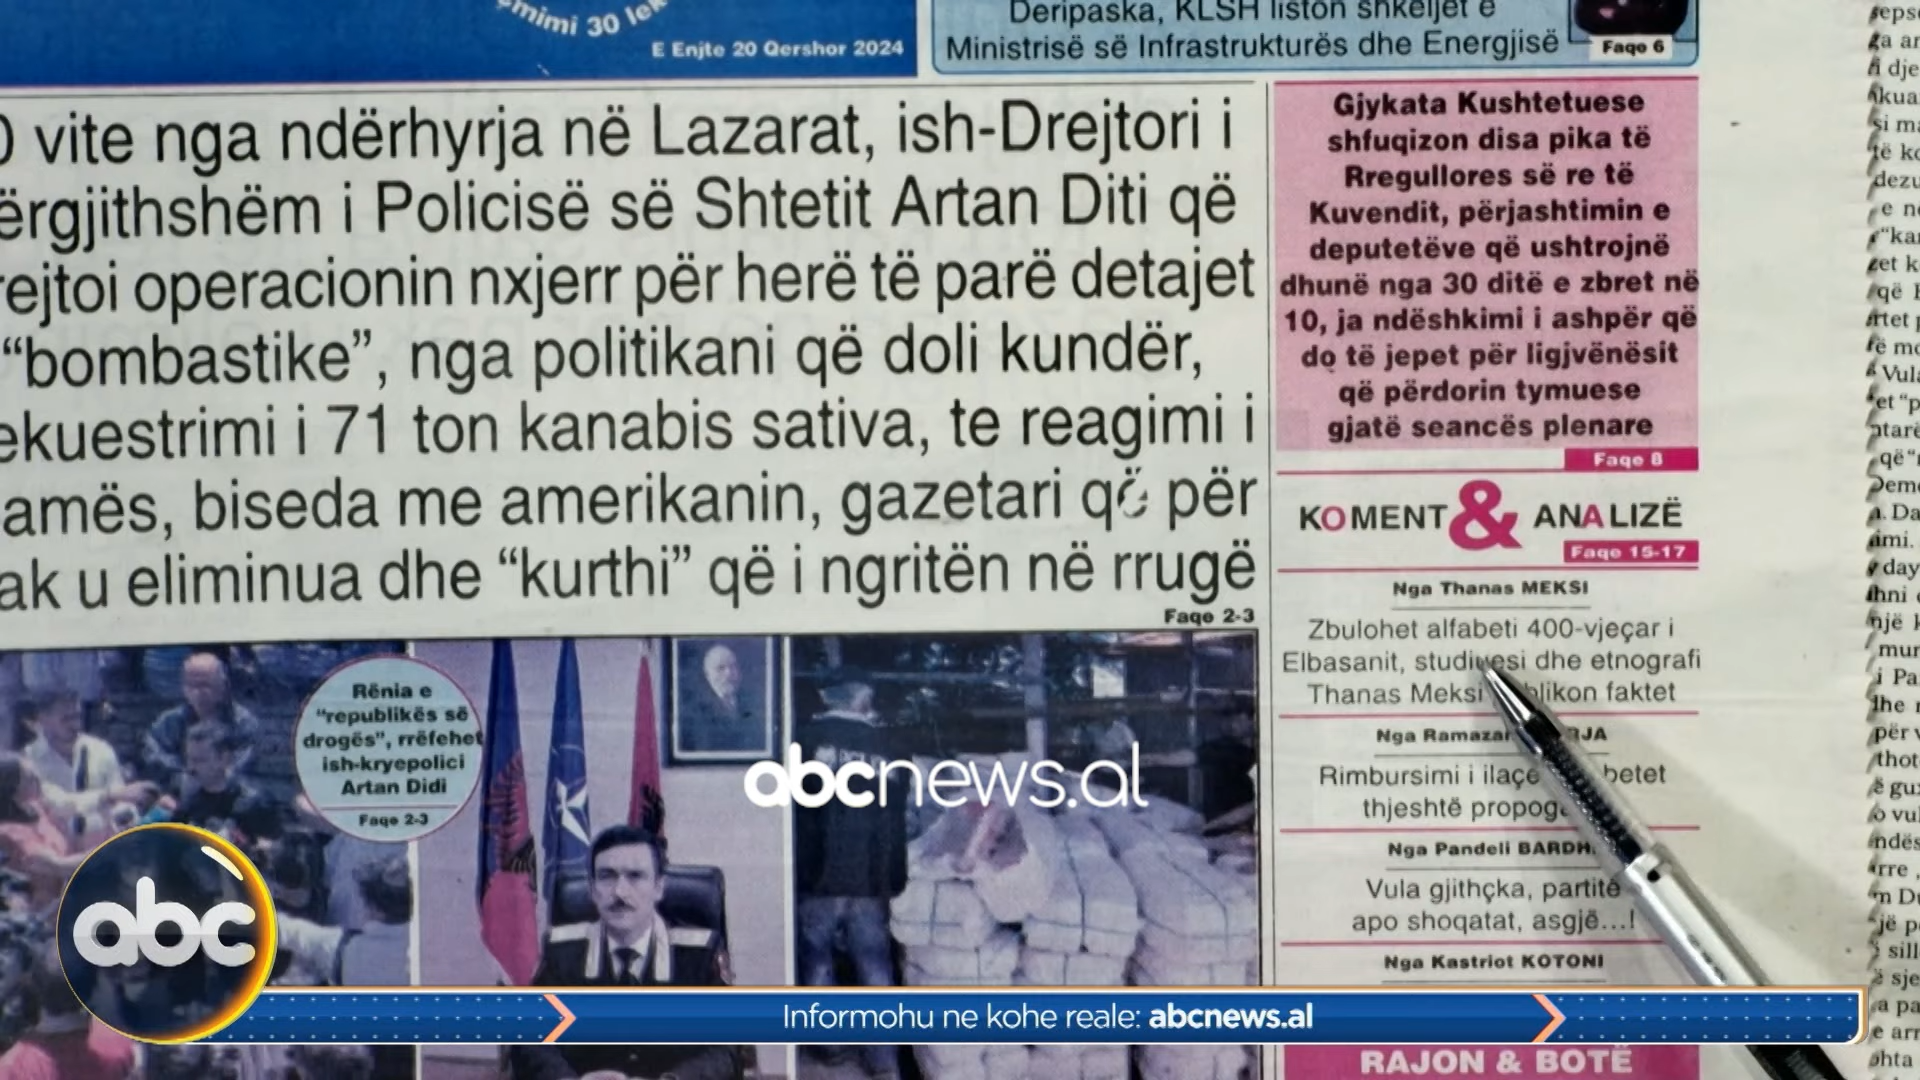 mimi 30 lek
E Enjte 20 Qershor 2024
Deripaska, KLSH liston shkeljet e
Ministrisë së Infrastrukturës dhe Energjisë
Faqe 6
0 vite nga ndërhyrja në Lazarat, ish-Drejtori i
ërgjithshëm i Policisë së Shtetit Artan Diti që
rejtoi operacionin nxjerr për herë të parë detajet
“bombastike”, nga politikani që doli kundër,
ekuestrimi i 71 ton kanabis sativa, te reagimi i
amës, biseda me amerikanin, gazetari që për
ak u eliminua dhe “kurthi” që i ngritën në rrugë
Faqe 2-3
Rënia e
“republikës së
drogës”, rrëfehet
ish-kryepolici
Artan Didi
Faqe 2-3
Gjykata Kushtetuese
shfuqizon disa pika të
Rregullores së re të
Kuvendit, përjashtimin e
deputetëve që ushtrojnë
dhunë nga 30 ditë e zbret në
10, ja ndëshkimi i ashpër që
do të jepet për ligjvënësit
që përdorin tymuese
gjatë seancës plenare
Faqe 8
KOMENT & ANALIZË
Faqe 15-17
Nga Thanas MEKSI
Zbulohet alfabeti 400-vjeçar i
Elbasanit, studiuesi dhe etnografi
Thanas Meksi blikon faktet
Nga Ramazan RJA
Rimbursimi i ilaçe betet
thjeshtë propog
Nga Pandeli BARDH
Vula gjithçka, partitë
apo shoqatat, asgjë...!
Nga Kastriot KOTONI
RAJON & BOTË
abcnews.al
abc
Informohu ne kohe reale: abcnews.al